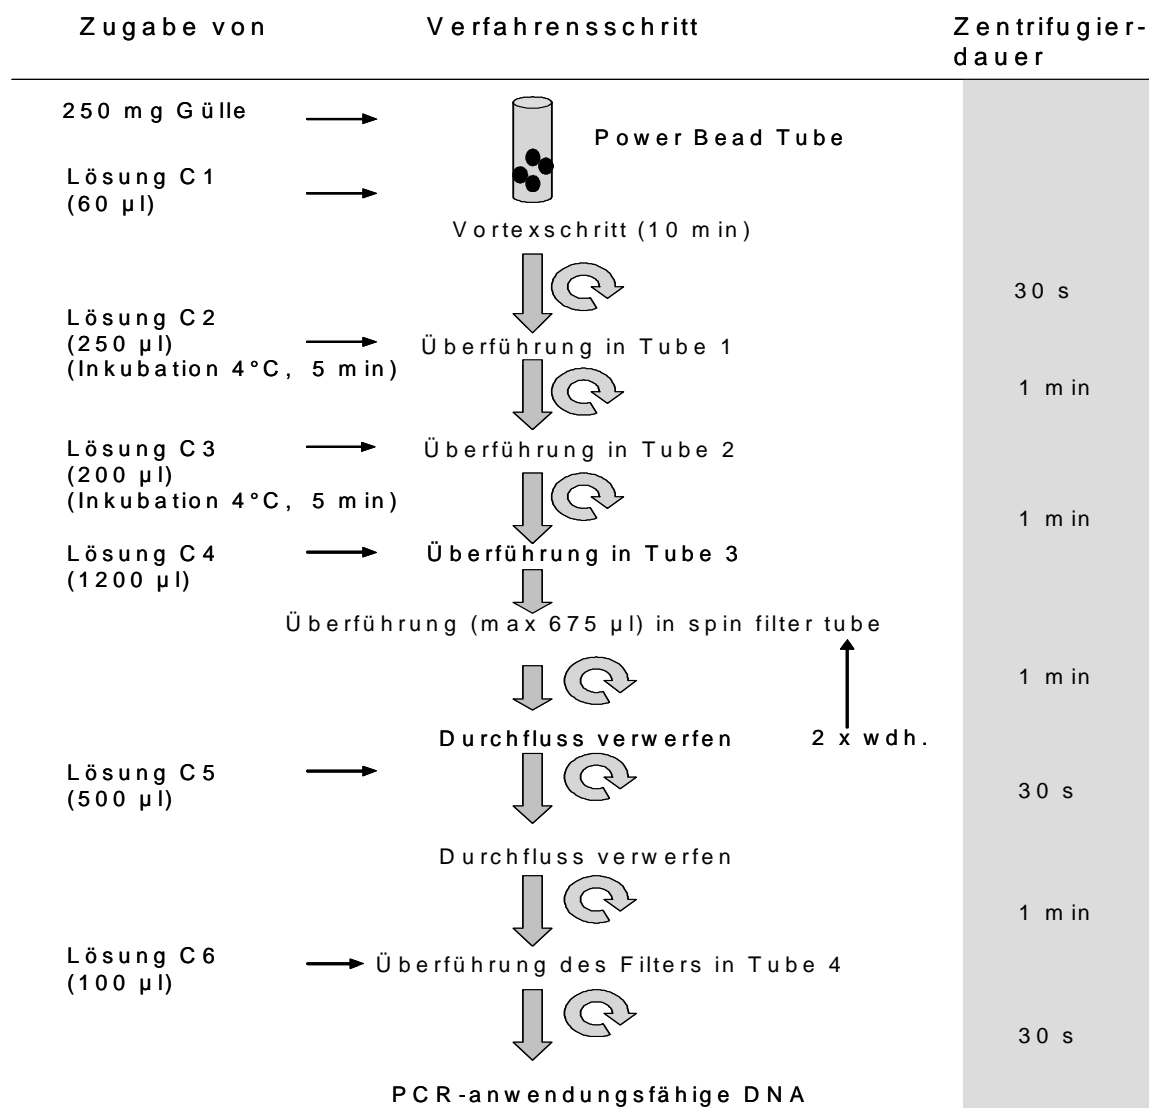 Zugabe von
Verfahrensschritt
Zentrifugier-
dauer
250 mg Gülle
Power Bead Tube
Lösung C1
(60 µl)
Vortexschritt (10 min)
30 s
Lösung C2
(250 µl)
(Inkubation 4°C, 5 min)
Überführung in Tube 1
1 min
Lösung C3
(200 µl)
(Inkubation 4°C, 5 min)
Überführung in Tube 2
1 min
Lösung C4
(1200 µl)
Überführung in Tube 3
Überführung (max 675 µl) in spin filter tube
1 min
Durchfluss verwerfen
2 x wdh.
Lösung C5
(500 µl)
30 s
Durchfluss verwerfen
1 min
Lösung C6
(100 µl)
Überführung des Filters in Tube 4
30 s
PCR-anwendungsfähige DNA